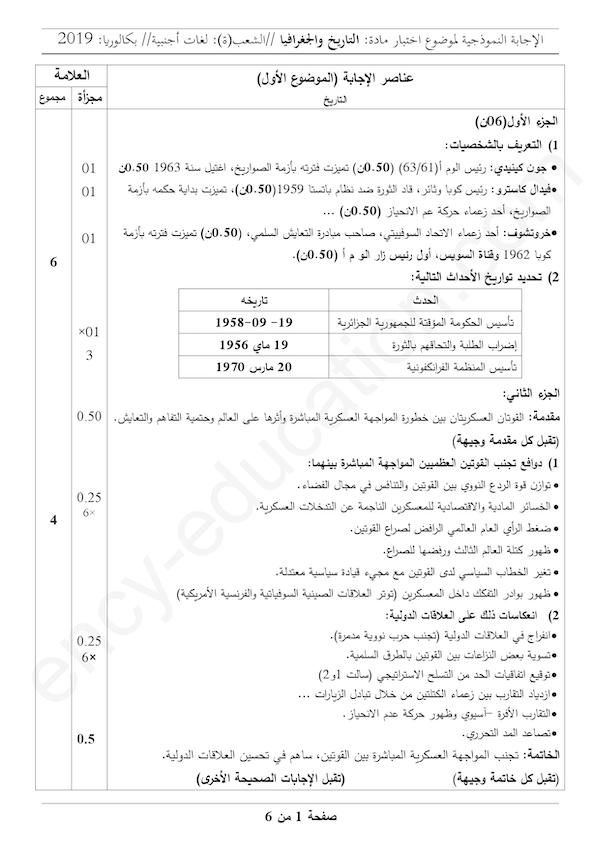 الإجابة النموذجية لموضوع اختبار مادة: التاريخ والجغرافيا //الشعب(ة): لغات أجنبية// بكالوريا: 2019
العلامة
عناصر الإجابة (الموضوع الأول)
مجموع
مجزأة
التاريخ
الجزء الأول(06ن)
1) التعريف بالشخصيات:
● جون كينيدي: رئيس الوم أ(63/61) (0.50ن) تميزت فترته بأزمة الصواريخ، اغتيل سنة 1963 0.50ن
01
●فيدال كاسترو: رئيس كوبا وثائر، قاد الثورة ضد نظام باتستا 1959(0.50ن)، تميزت بداية حكمه بأزمة
01
الصواريخ، أحد زعماء حركة عم الانحياز (0.50ن) ...
●خروتشوف: أحد زعماء الاتحاد السوفييتي، صاحب مبادرة التعايش السلمي، (0.50ن) تميزت فترته بأزمة
01
كوبا 1962 وقناة السويس، أول رئيس زار الو م أ (0.50ن).
6
2) تحديد تواريخ الأحداث التالية:
الحدث
تاريخه
تأسيس الحكومة المؤقتة للجمهورية الجزائرية
19- 09-1958
إضراب الطلبة والتحاقهم بالثورة
19 ماي 1956
تأسيس المنظمة الفرانكفونية
20 مارس 1970
×01
3
الجزء الثاني:
مقدمة: القوتان العسكريتان بين خطورة المواجهة العسكرية المباشرة وأثرها على العالم وحتمية التفاهم والتعايش.
0.50
(تقبل كل مقدمة وجيهة)
1) دوافع تجنب القوتين العظميين المواجهة المباشرة بينهما:
● توازن قوة الردع النووي بين القوتين والتنافس في مجال الفضاء.
0.25
● الخسائر المادية والاقتصادية للمعسكرين الناجمة عن التدخلات العسكرية.
6×
● ضغط الرأي العام العالمي الرافض لصراع القوتين.
4
● ظهور كتلة العالم الثالث ورفضها للصراع.
● تغير الخطاب السياسي لدى القوتين مع مجيء قيادة سياسية معتدلة.
● ظهور بوادر التفكك داخل المعسكرين (توتر العلاقات الصينية السوفياتية والفرنسية الأمريكية)
2) انعكاسات ذلك على العلاقات الدولية:
●انفراج في العلاقات الدولية (تجنب حرب نووية مدمرة).
0.25
●تسوية بعض النزاعات بين القوتين بالطرق السلمية.
6×
●توقيع اتفاقيات الحد من التسلح الاستراتيجي (سالت 1و2)
●ازدياد التقارب بين زعماء الكتلتين من خلال تبادل الزيارات ...
●التقارب الأفرو -آسيوي وظهور حركة عدم الانحياز.
●تصاعد المد التحرري.
0.5
الخاتمة: تجنب المواجهة العسكرية المباشرة بين القوتين، ساهم في تحسين العلاقات الدولية.
(تقبل كل خاتمة وجيهة) (تقبل الإجابات الصحيحة الأخرى)
صفحة 1 من 6
ency-education.com